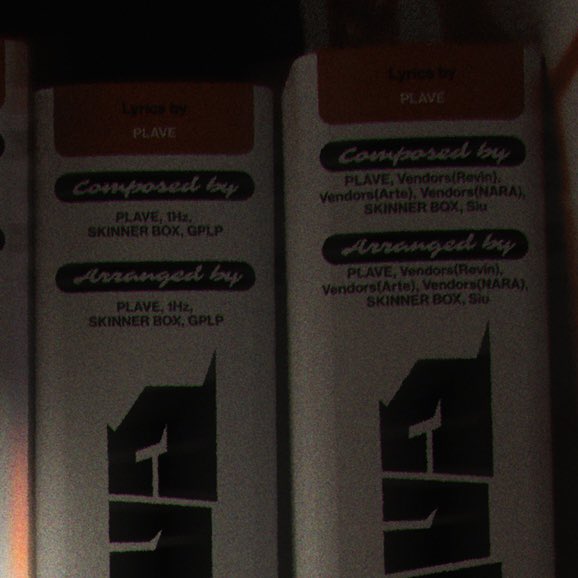 Lyrics by
PLAVE
Composed by
PLAVE, 1Hz,
SKINNER BOX, GPLP
Arranged by
PLAVE, 1Hz,
SKINNER BOX, GPLP
Lyrics by
PLAVE
Composed by
PLAVE, Vendors(Revin),
Vendors(Arte), Vendors(NARA),
SKINNER BOX, Siu
Arranged by
PLAVE, Vendors(Revin),
Vendors(Arte), Vendors(NARA),
SKINNER BOX, Siu